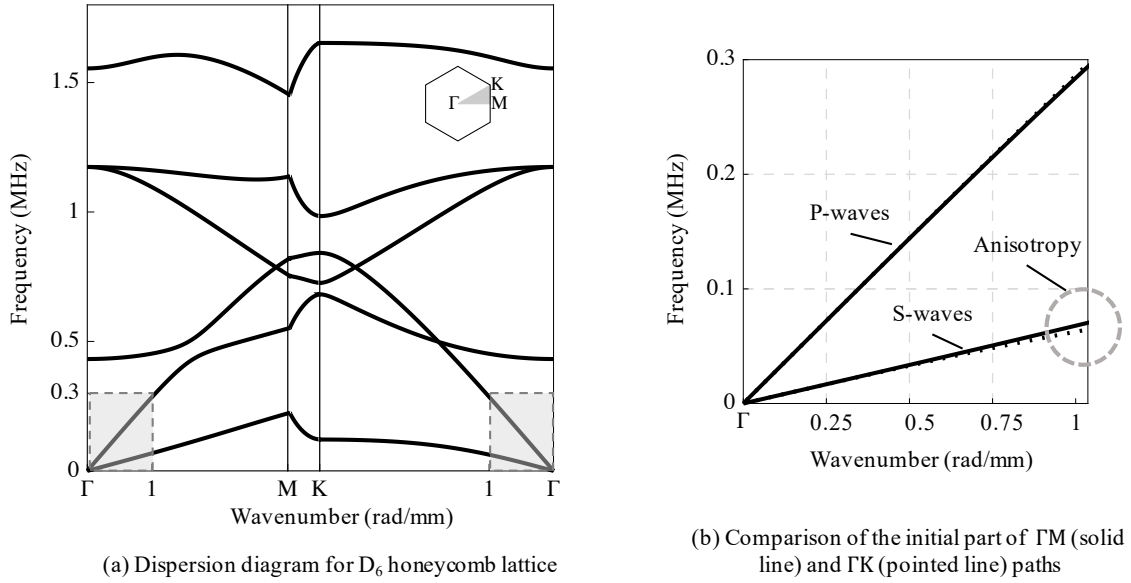 1.5
1
0.5
0.3
0
Frequency (MHz)
K
Γ
M
Γ
1
M
K
1
Γ
Wavenumber (rad/mm)
(a) Dispersion diagram for D₆ honeycomb lattice
0.3
0.2
0.1
0
Frequency (MHz)
P-waves
Anisotropy
S-waves
Γ
0.25
0.5
0.75
1
Wavenumber (rad/mm)
(b) Comparison of the initial part of ΓM (solid
line) and ΓK (pointed line) paths